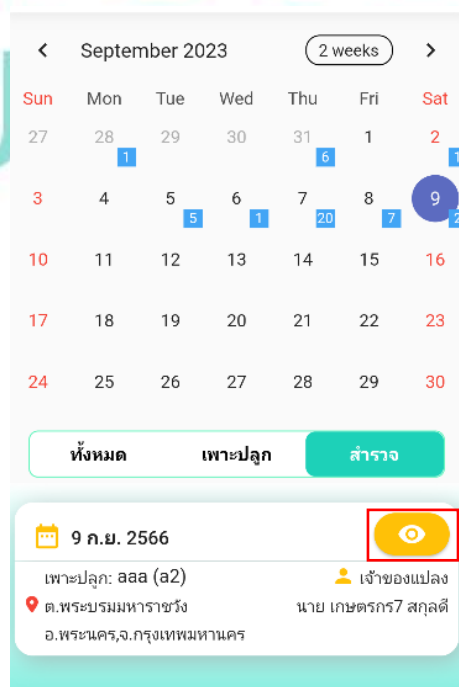 September 2023 2 weeks
Sun Mon Tue Wed Thu Fri Sat
27 28 29 30 31 1 2
1 6 1
3 4 5 6 7 8 9
5 1 20 7 2
10 11 12 13 14 15 16
17 18 19 20 21 22 23
24 25 26 27 28 29 30
ทั้งหมด เพาะปลูก สำรวจ
9 ก.ย. 2566
เพาะปลูก: aaa (a2) เจ้าของแปลง
ต.พระบรมมหาราชวัง นาย เกษตรกร7 สกุลดี
อ.พระนคร,จ.กรุงเทพมหานคร